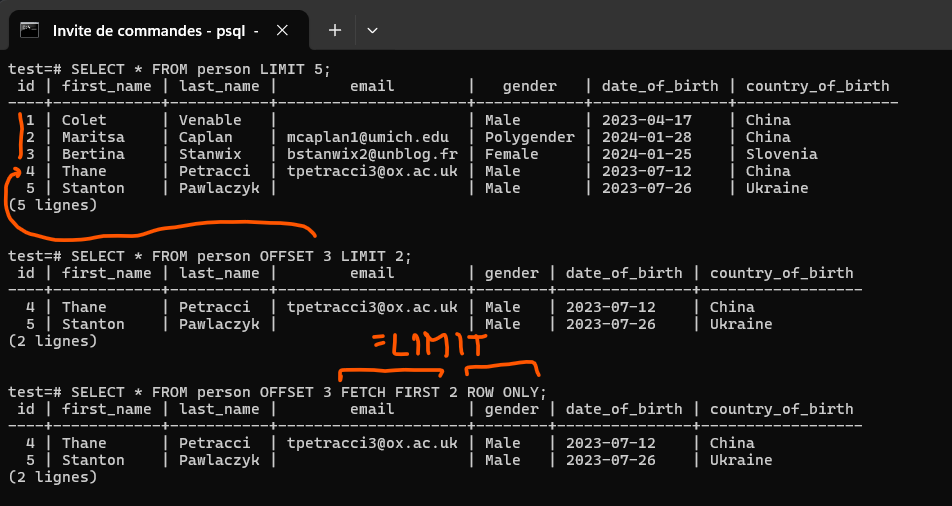 Invite de commandes - psql -
test=# SELECT * FROM person LIMIT 5;
 id | first_name | last_name |        email        |   gender   | date_of_birth | country_of_birth
----+------------+-----------+---------------------+------------+---------------+------------------
  1 | Colet      | Venable   |                     | Male       | 2023-04-17    | China
  2 | Maritsa    | Caplan    | mcaplan1@umich.edu  | Polygender | 2024-01-28    | China
  3 | Bertina    | Stanwix   | bstanwix2@unblog.fr | Female     | 2024-01-25    | Slovenia
  4 | Thane      | Petracci  | tpetracci3@ox.ac.uk | Male       | 2023-07-12    | China
  5 | Stanton    | Pawlaczyk |                     | Male       | 2023-07-26    | Ukraine
(5 lignes)
test=# SELECT * FROM person OFFSET 3 LIMIT 2;
 id | first_name | last_name |        email        | gender | date_of_birth | country_of_birth
----+------------+-----------+---------------------+--------+---------------+------------------
  4 | Thane      | Petracci  | tpetracci3@ox.ac.uk | Male   | 2023-07-12    | China
  5 | Stanton    | Pawlaczyk |                     | Male   | 2023-07-26    | Ukraine
(2 lignes)
=LIMIT
test=# SELECT * FROM person OFFSET 3 FETCH FIRST 2 ROW ONLY;
 id | first_name | last_name |        email        | gender | date_of_birth | country_of_birth
----+------------+-----------+---------------------+--------+---------------+------------------
  4 | Thane      | Petracci  | tpetracci3@ox.ac.uk | Male   | 2023-07-12    | China
  5 | Stanton    | Pawlaczyk |                     | Male   | 2023-07-26    | Ukraine
(2 lignes)